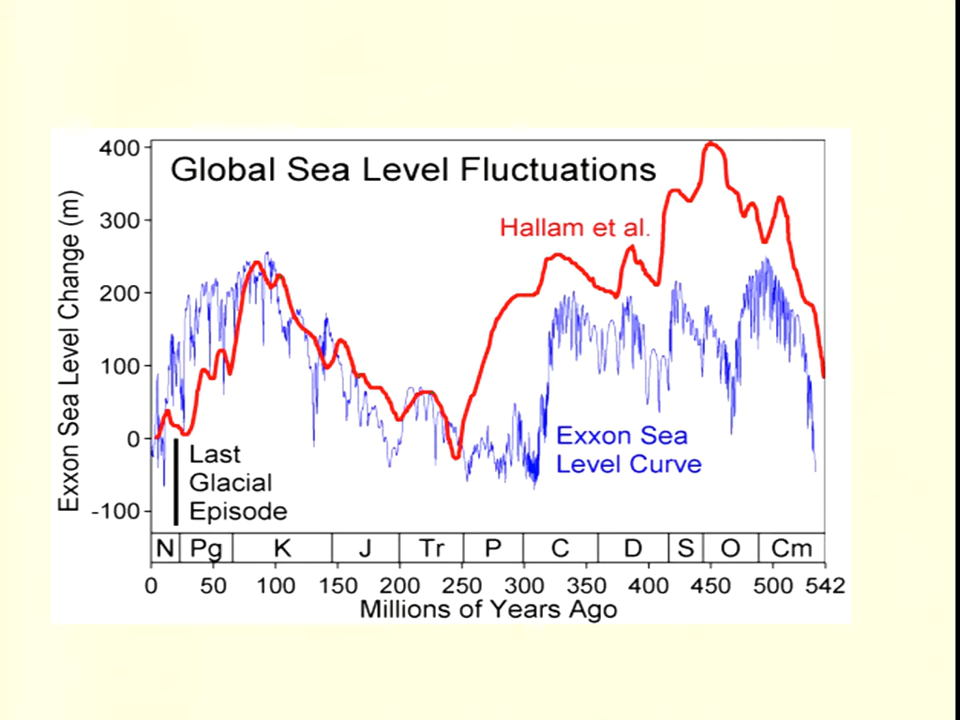 Global Sea Level Fluctuations
Exxon Sea Level Change (m)
400
300
200
100
0
-100
Hallam et al.
Exxon Sea
Level Curve
Last
Glacial
Episode
N Pg K J Tr P C D S O Cm
0 50 100 150 200 250 300 350 400 450 500 542
Millions of Years Ago